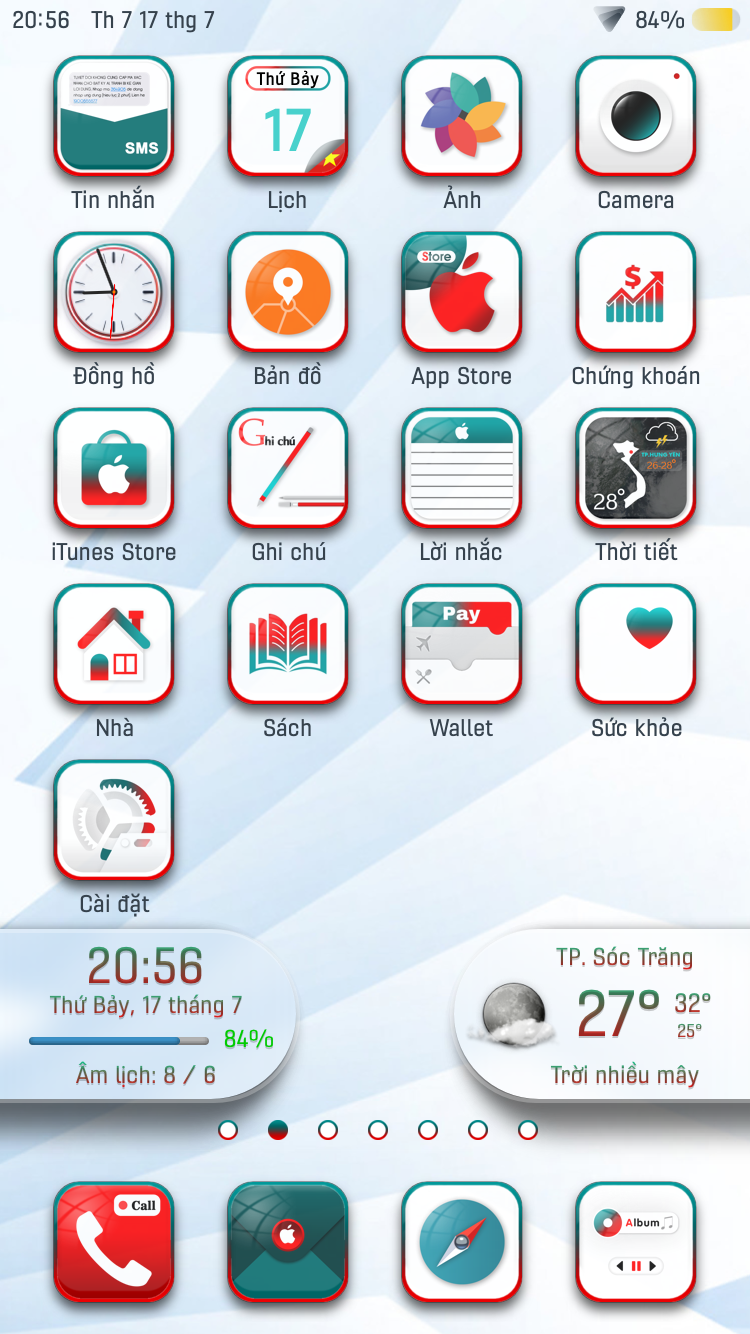 20:56 Th 7 17 thg 7 84%
SMS
Tin nhắn
Thứ Bảy
17
Lịch
Ảnh
Camera
Đồng hồ
Bản đồ
Store
App Store
$
Chứng khoán
iTunes Store
Ghi chú
Ghi chú
Lời nhắc
TP.HUNG YÊN
26-28°
28°
Thời tiết
Nhà
Sách
Pay
Wallet
Sức khỏe
Cài đặt
20:56
Thứ Bảy, 17 tháng 7
84%
Âm lịch: 8 / 6
TP. Sóc Trăng
27° 32°
25°
Trời nhiều mây
Call
Album